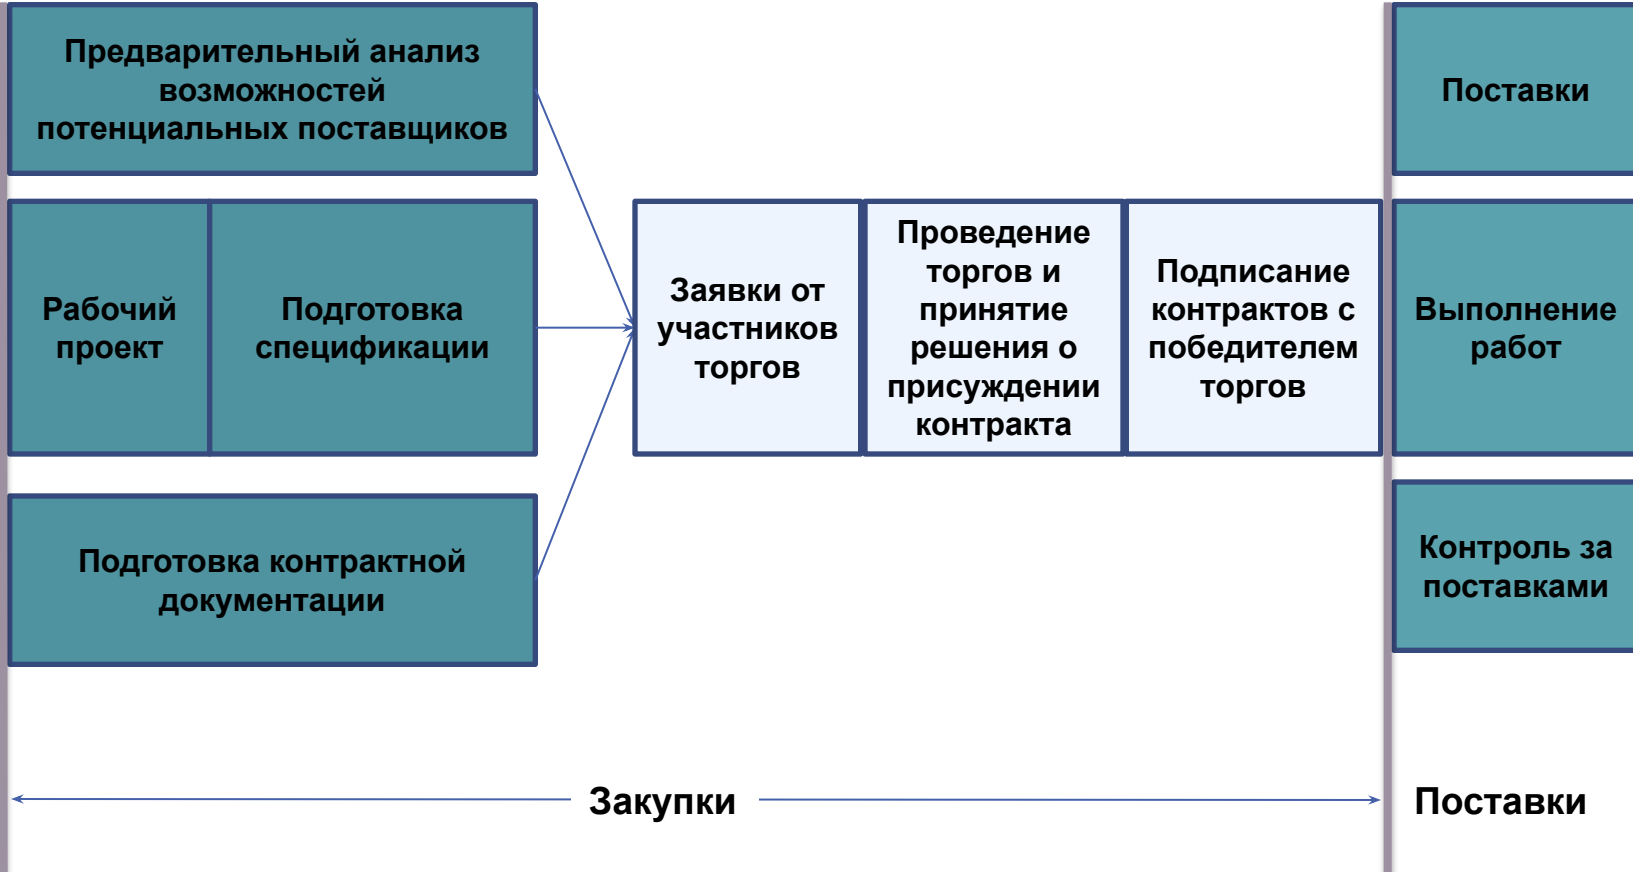 Предварительный анализ
возможностей
потенциальных поставщиков
Поставки
Рабочий
проект
Подготовка
спецификации
Заявки от
участников
торгов
Проведение
торгов и
принятие
решения о
присуждении
контракта
Подписание
контрактов с
победителем
торгов
Выполнение
работ
Подготовка контрактной
документации
Контроль за
поставками
Закупки
Поставки